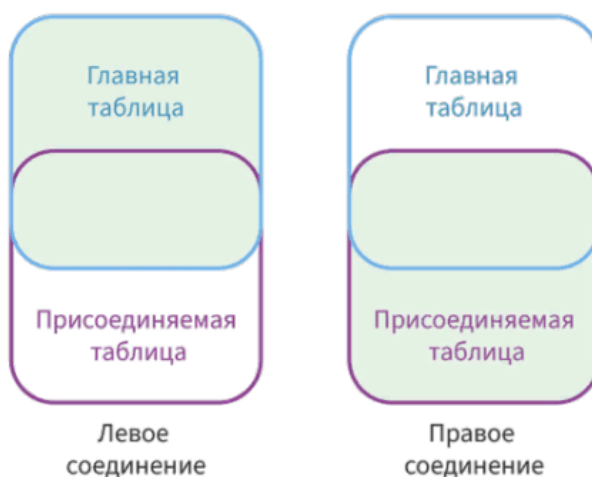 Главная
таблица
Присоединяемая
таблица
Левое
соединение
Главная
таблица
Присоединяемая
таблица
Правое
соединение